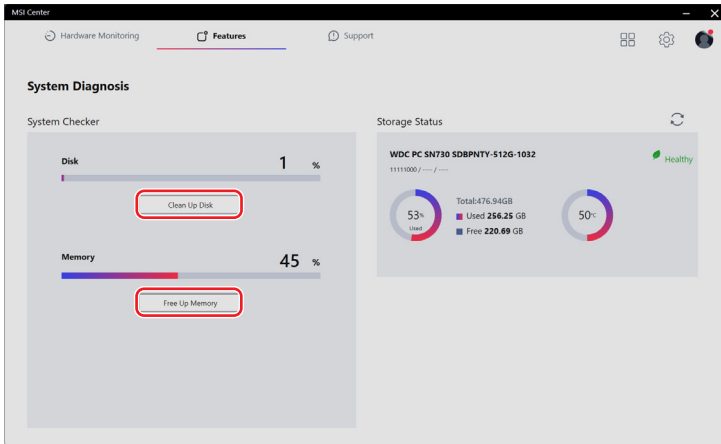 MSI Center
Hardware Monitoring
Features
Support
System Diagnosis
System Checker
Disk
1 %
Clean Up Disk
Memory
45 %
Free Up Memory
Storage Status
WDC PC SN730 SDBPNTY-512G-1032
Healthy
11111000 / ---- / ----
53%
Used
Total:476.94GB
Used 256.25 GB
Free 220.69 GB
50°C